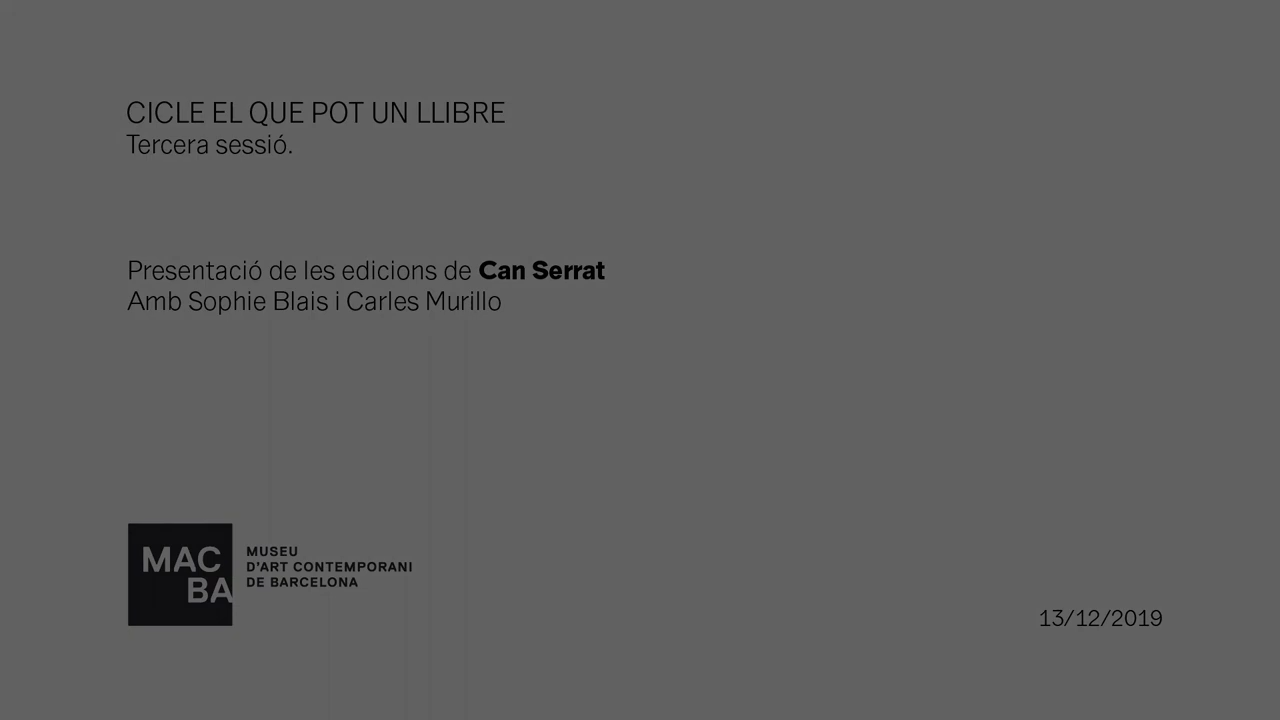 CICLE EL QUE POT UN LLIBRE
Tercera sessió.
Presentació de les edicions de Can Serrat
Amb Sophie Blais i Carles Murillo
MAC
BA
MUSEU
D'ART CONTEMPORANI
DE BARCELONA
13/12/2019